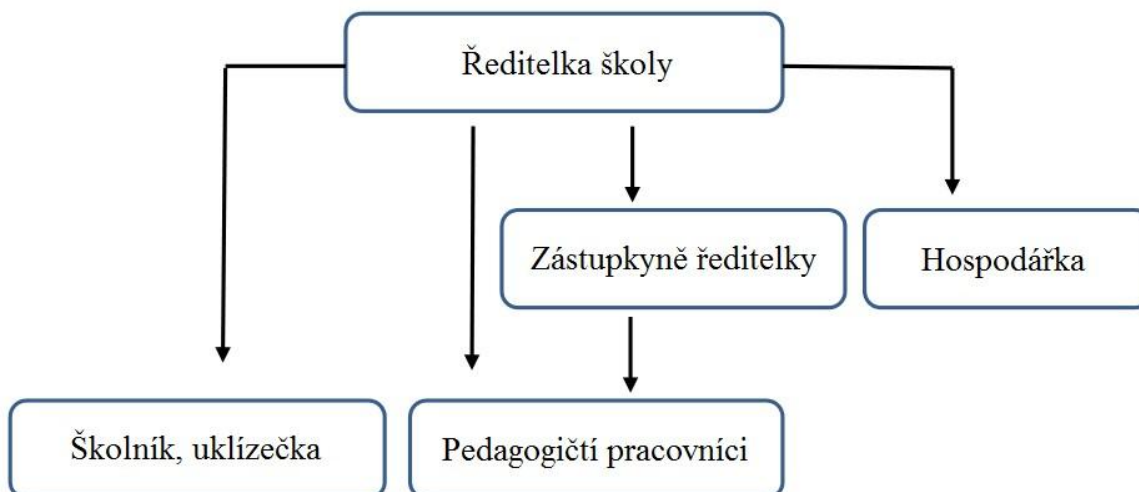 Ředitelka školy
Zástupkyně ředitelky
Hospodářka
Školník, uklízečka
Pedagogičtí pracovníci